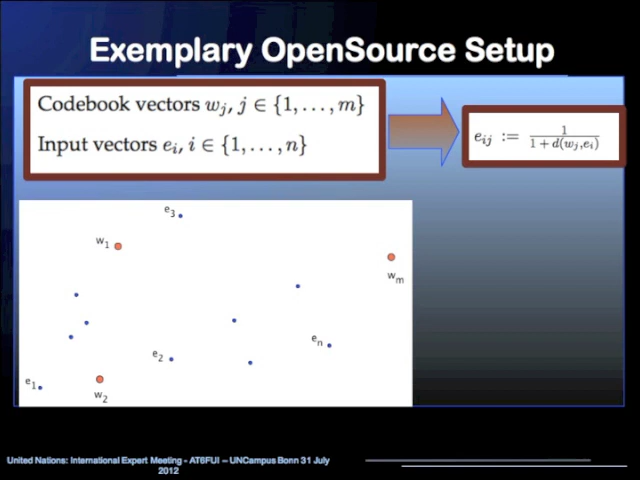 Exemplary OpenSource Setup
Codebook vectors w_j, j ∈ {1, . . . , m}
Input vectors e_i, i ∈ {1, . . . , n}
e_ij := 1 / (1 + d(w_j, e_i))
e_3
w_1
w_m
e_n
e_2
e_1
w_2
United Nations: International Expert Meeting - AT6FUI – UNCampus Bonn 31 July
2012